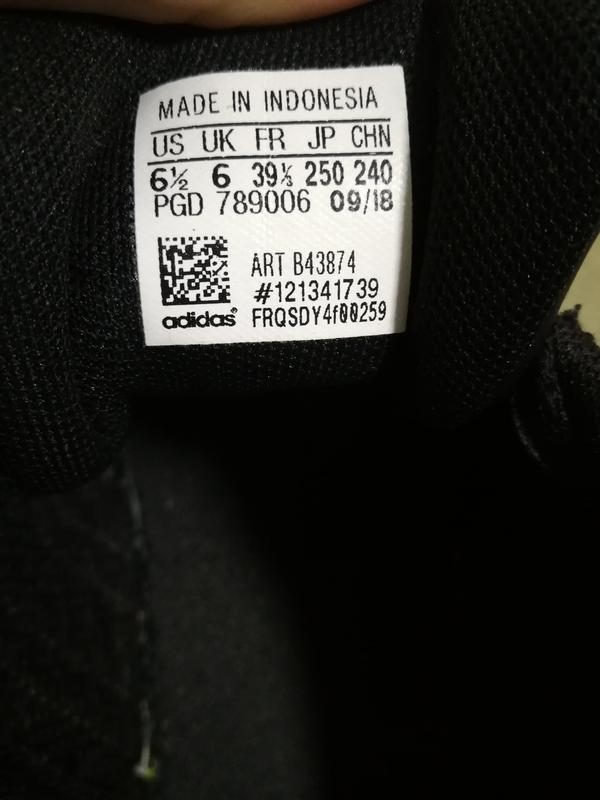 MADE IN INDONESIA
US UK FR JP CHN
6½ 6 39⅓ 250 240
PGD 789006 09/18
ART B43874
#121341739
adidas® FRQSDY4f00259